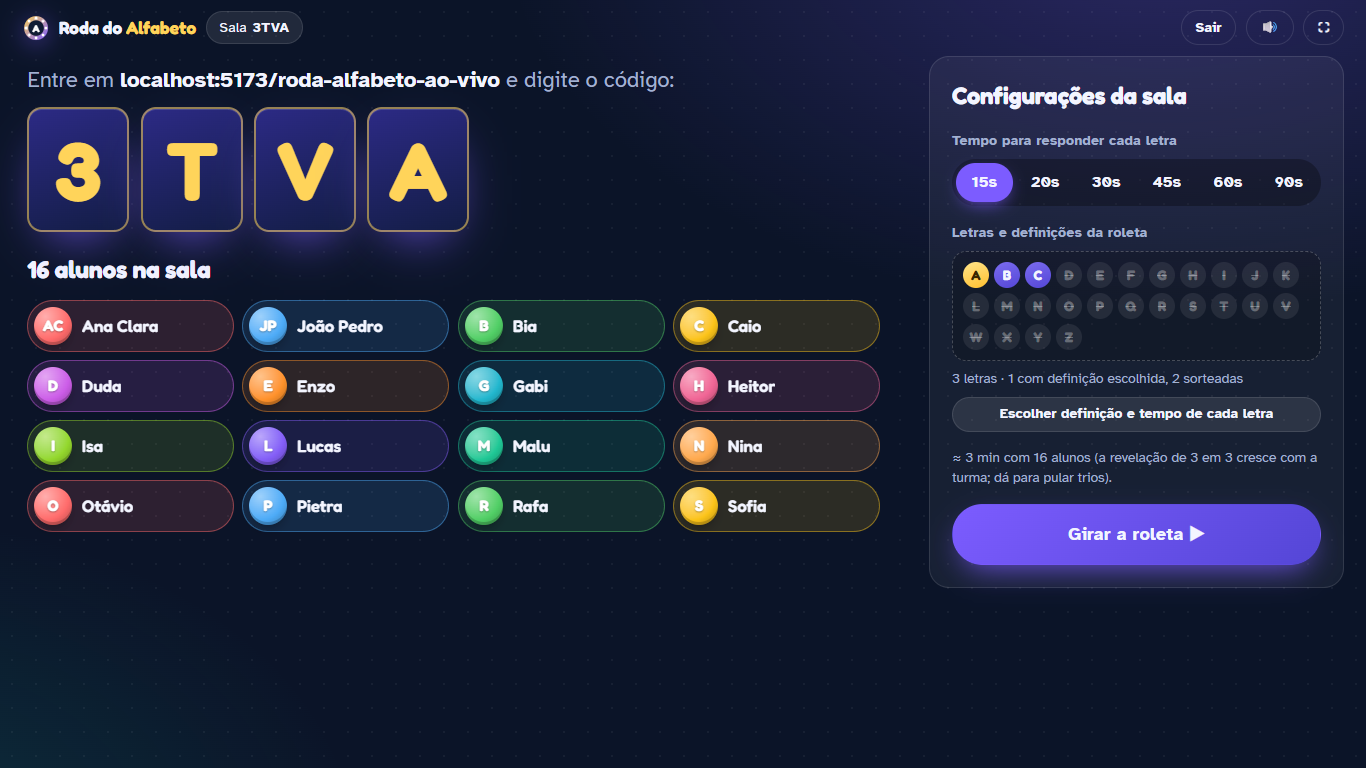 A Roda do Alfabeto Sala 3TVA
Sair
Entre em localhost:5173/roda-alfabeto-ao-vivo e digite o código:
3 T V A
16 alunos na sala
AC Ana Clara
JP João Pedro
B Bia
C Caio
D Duda
E Enzo
G Gabi
H Heitor
I Isa
L Lucas
M Malu
N Nina
O Otávio
P Pietra
R Rafa
S Sofia
Configurações da sala
Tempo para responder cada letra
15s 20s 30s 45s 60s 90s
Letras e definições da roleta
A B C D E F G H I J K
L M N O P Q R S T U V
W X Y Z
3 letras · 1 com definição escolhida, 2 sorteadas
Escolher definição e tempo de cada letra
≈ 3 min com 16 alunos (a revelação de 3 em 3 cresce com a
turma; dá para pular trios).
Girar a roleta ▶